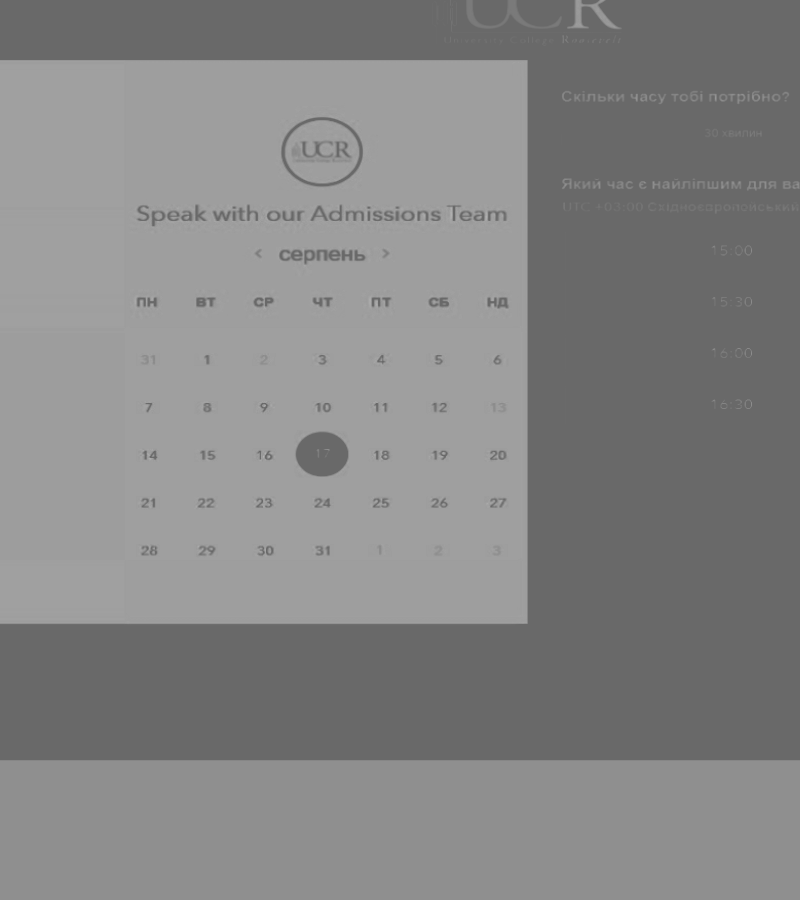 UCR
University College Roosevelt
UCR
Speak with our Admissions Team
< серпень >
ПН ВТ СР ЧТ ПТ СБ НД
31 1 2 3 4 5 6
7 8 9 10 11 12 13
14 15 16 17 18 19 20
21 22 23 24 25 26 27
28 29 30 31 1 2 3
Скільки часу тобі потрібно?
30 хвилин
Який час є найліпшим для ва
UTC +03:00 Східноєвропейський
15:00
15:30
16:00
16:30